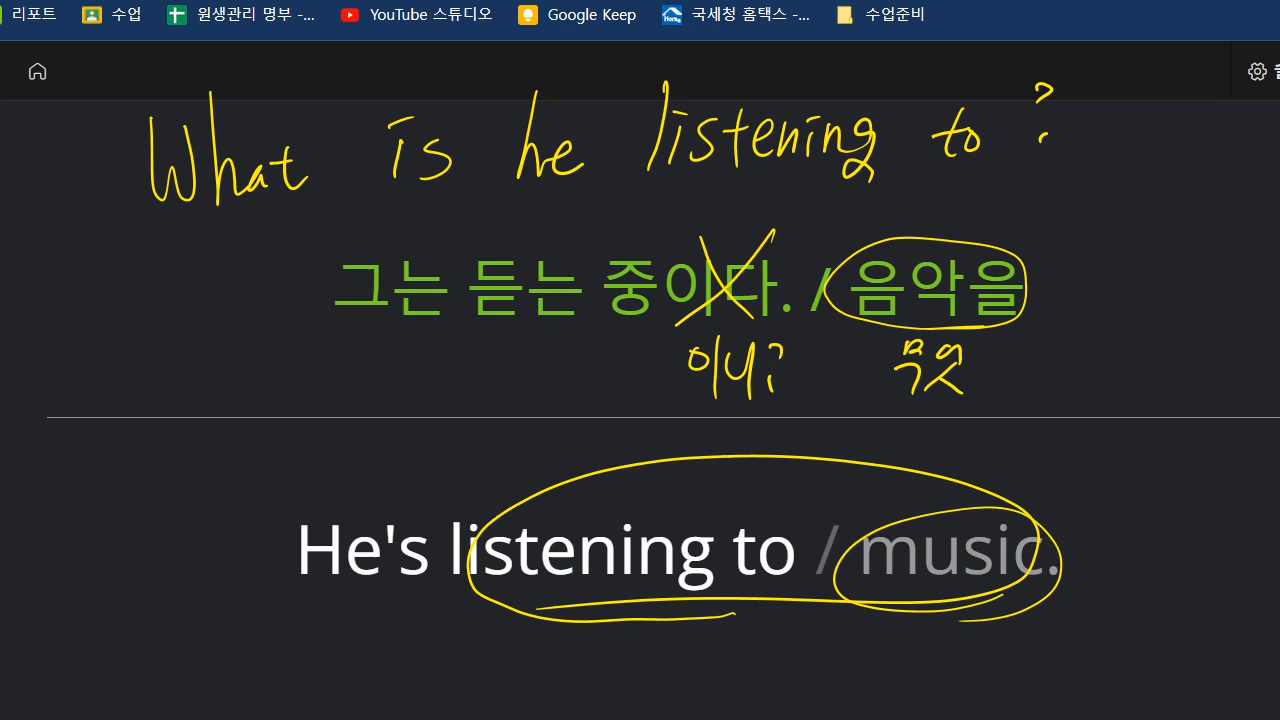 리포트 수업 원생관리 명부 -... YouTube 스튜디오 Google Keep 국세청 홈택스 -... 수업준비
What is he listening to?
그는 듣는 중이다. / 음악을
이니? 무엇
He's listening to / music.